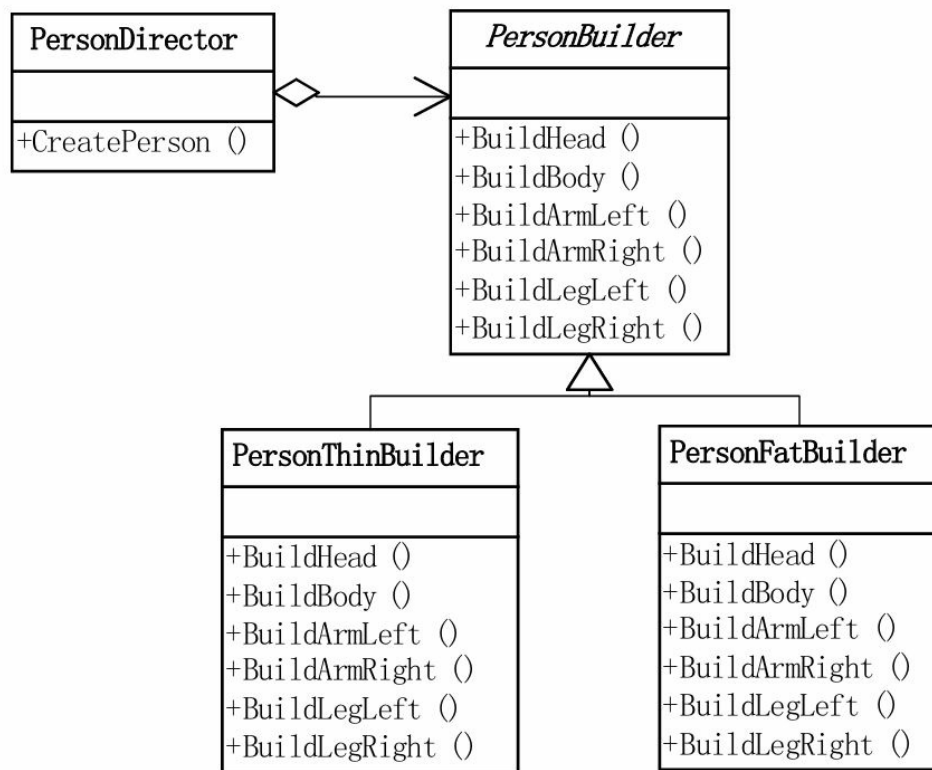 PersonDirector
+CreatePerson ()
PersonBuilder
+BuildHead ()
+BuildBody ()
+BuildArmLeft ()
+BuildArmRight ()
+BuildLegLeft ()
+BuildLegRight ()
PersonThinBuilder
+BuildHead ()
+BuildBody ()
+BuildArmLeft ()
+BuildArmRight ()
+BuildLegLeft ()
+BuildLegRight ()
PersonFatBuilder
+BuildHead ()
+BuildBody ()
+BuildArmLeft ()
+BuildArmRight ()
+BuildLegLeft ()
+BuildLegRight ()